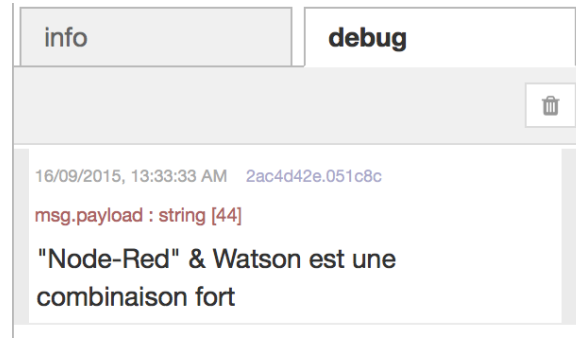 info
debug
16/09/2015, 13:33:33 AM 2ac4d42e.051c8c
msg.payload : string [44]
"Node-Red" & Watson est une
combinaison fort